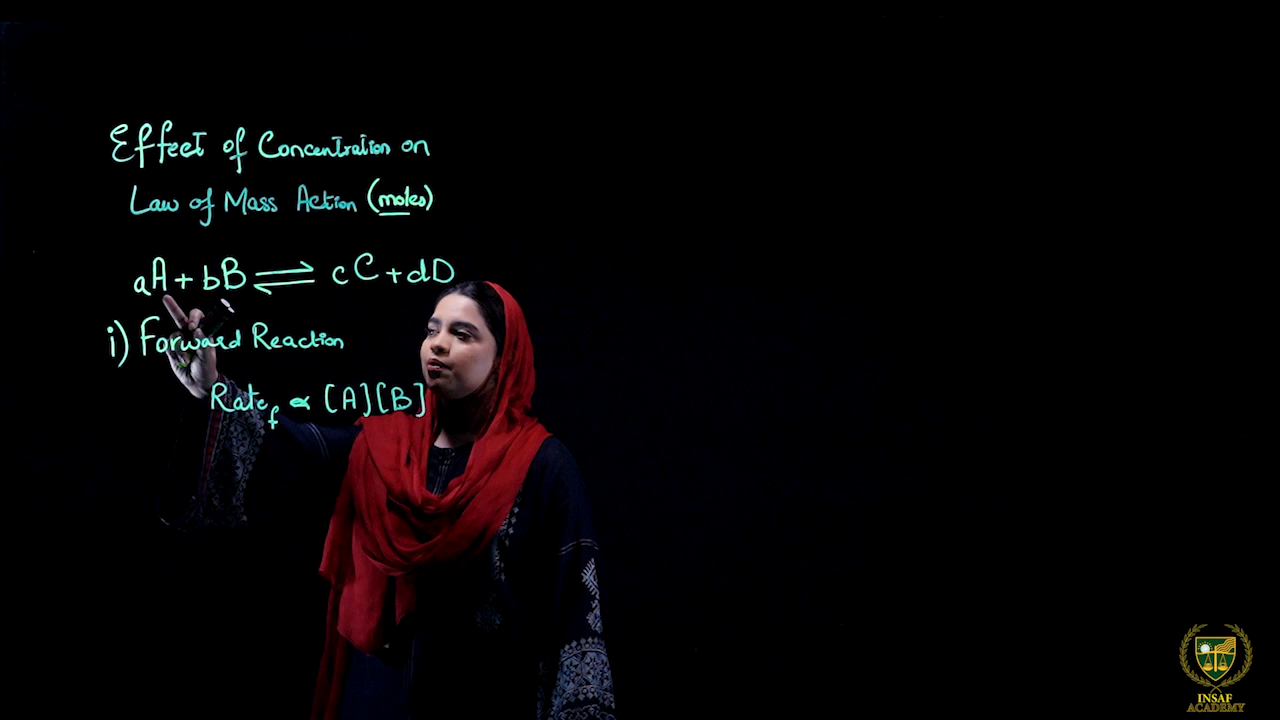 Effect of Concentration on
Law of Mass Action (moles)
aA + bB ⇌ cC + dD
i) Forward Reaction
Rate_f ∝ [A][B]
INSAF
ACADEMY